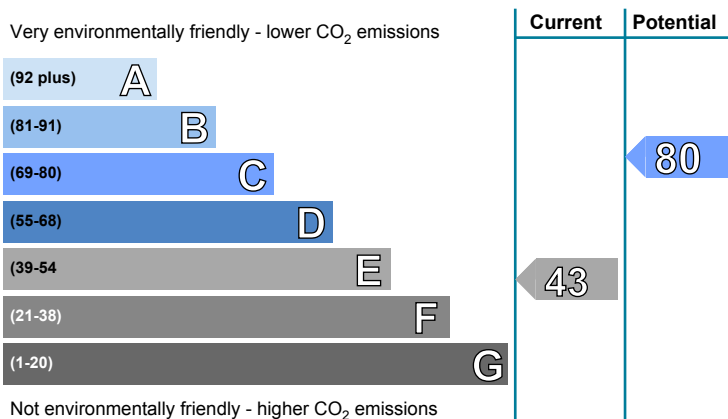 Current Potential
Very environmentally friendly - lower CO₂ emissions
(92 plus) A
(81-91) B
80
(69-80) C
(55-68) D
(39-54 E
43
(21-38) F
(1-20) G
Not environmentally friendly - higher CO₂ emissions